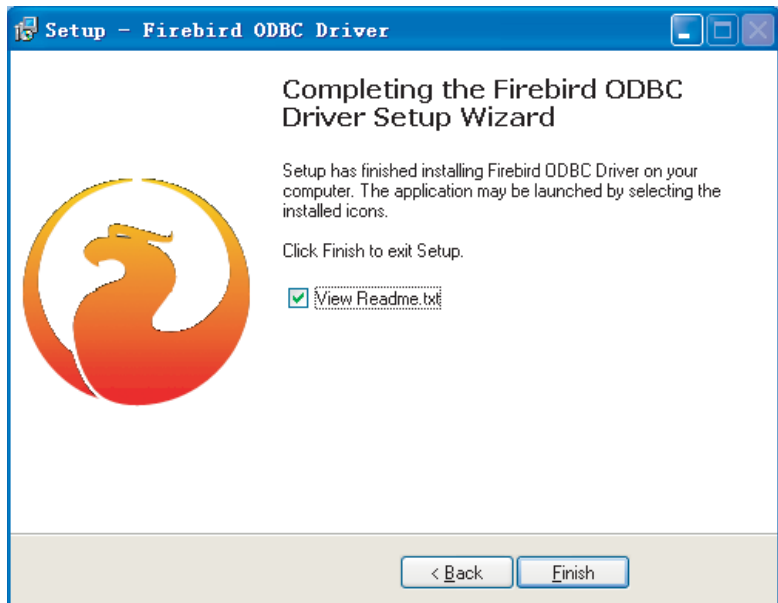 Setup - Firebird ODBC Driver
Completing the Firebird ODBC
Driver Setup Wizard
Setup has finished installing Firebird ODBC Driver on your
computer. The application may be launched by selecting the
installed icons.
Click Finish to exit Setup.
View Readme.txt
< Back
Finish